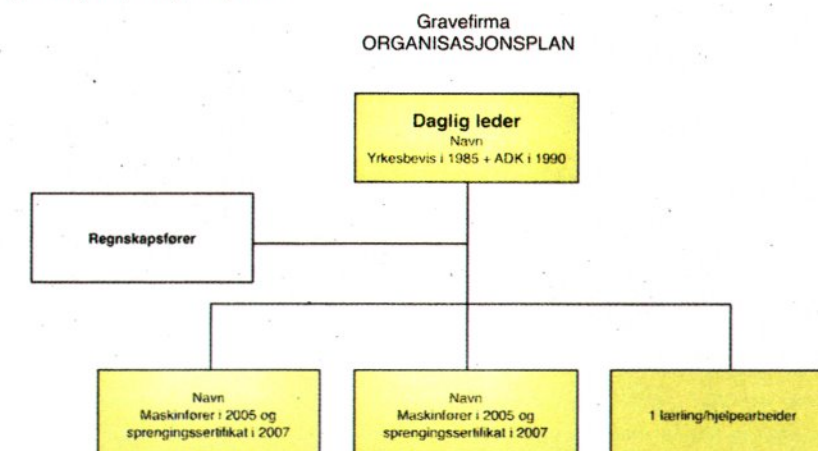 Gravefirma
ORGANISASJONSPLAN
Daglig leder
Navn
Yrkesbevis i 1985 + ADK i 1990
Regnskapsfører
Navn
Maskinfører i 2005 og
sprengingssertifikat i 2007
Navn
Maskinfører i 2005 og
sprengingssertifikat i 2007
1 lærling/hjelpearbeider